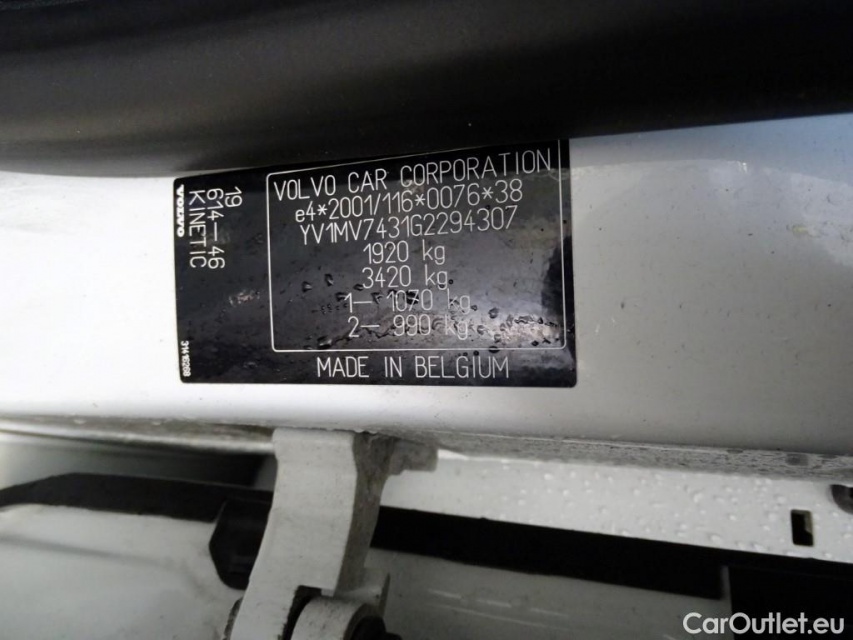 VOLVO CAR CORPORATION
e4*2001/116*0076*38
YV1MV7431G2294307
1920 kg
3420 kg
1- 1070 kg
2- 990 kg
MADE IN BELGIUM
VOLVO
19
614-46
KINETIC
31416268
CarOutlet.eu